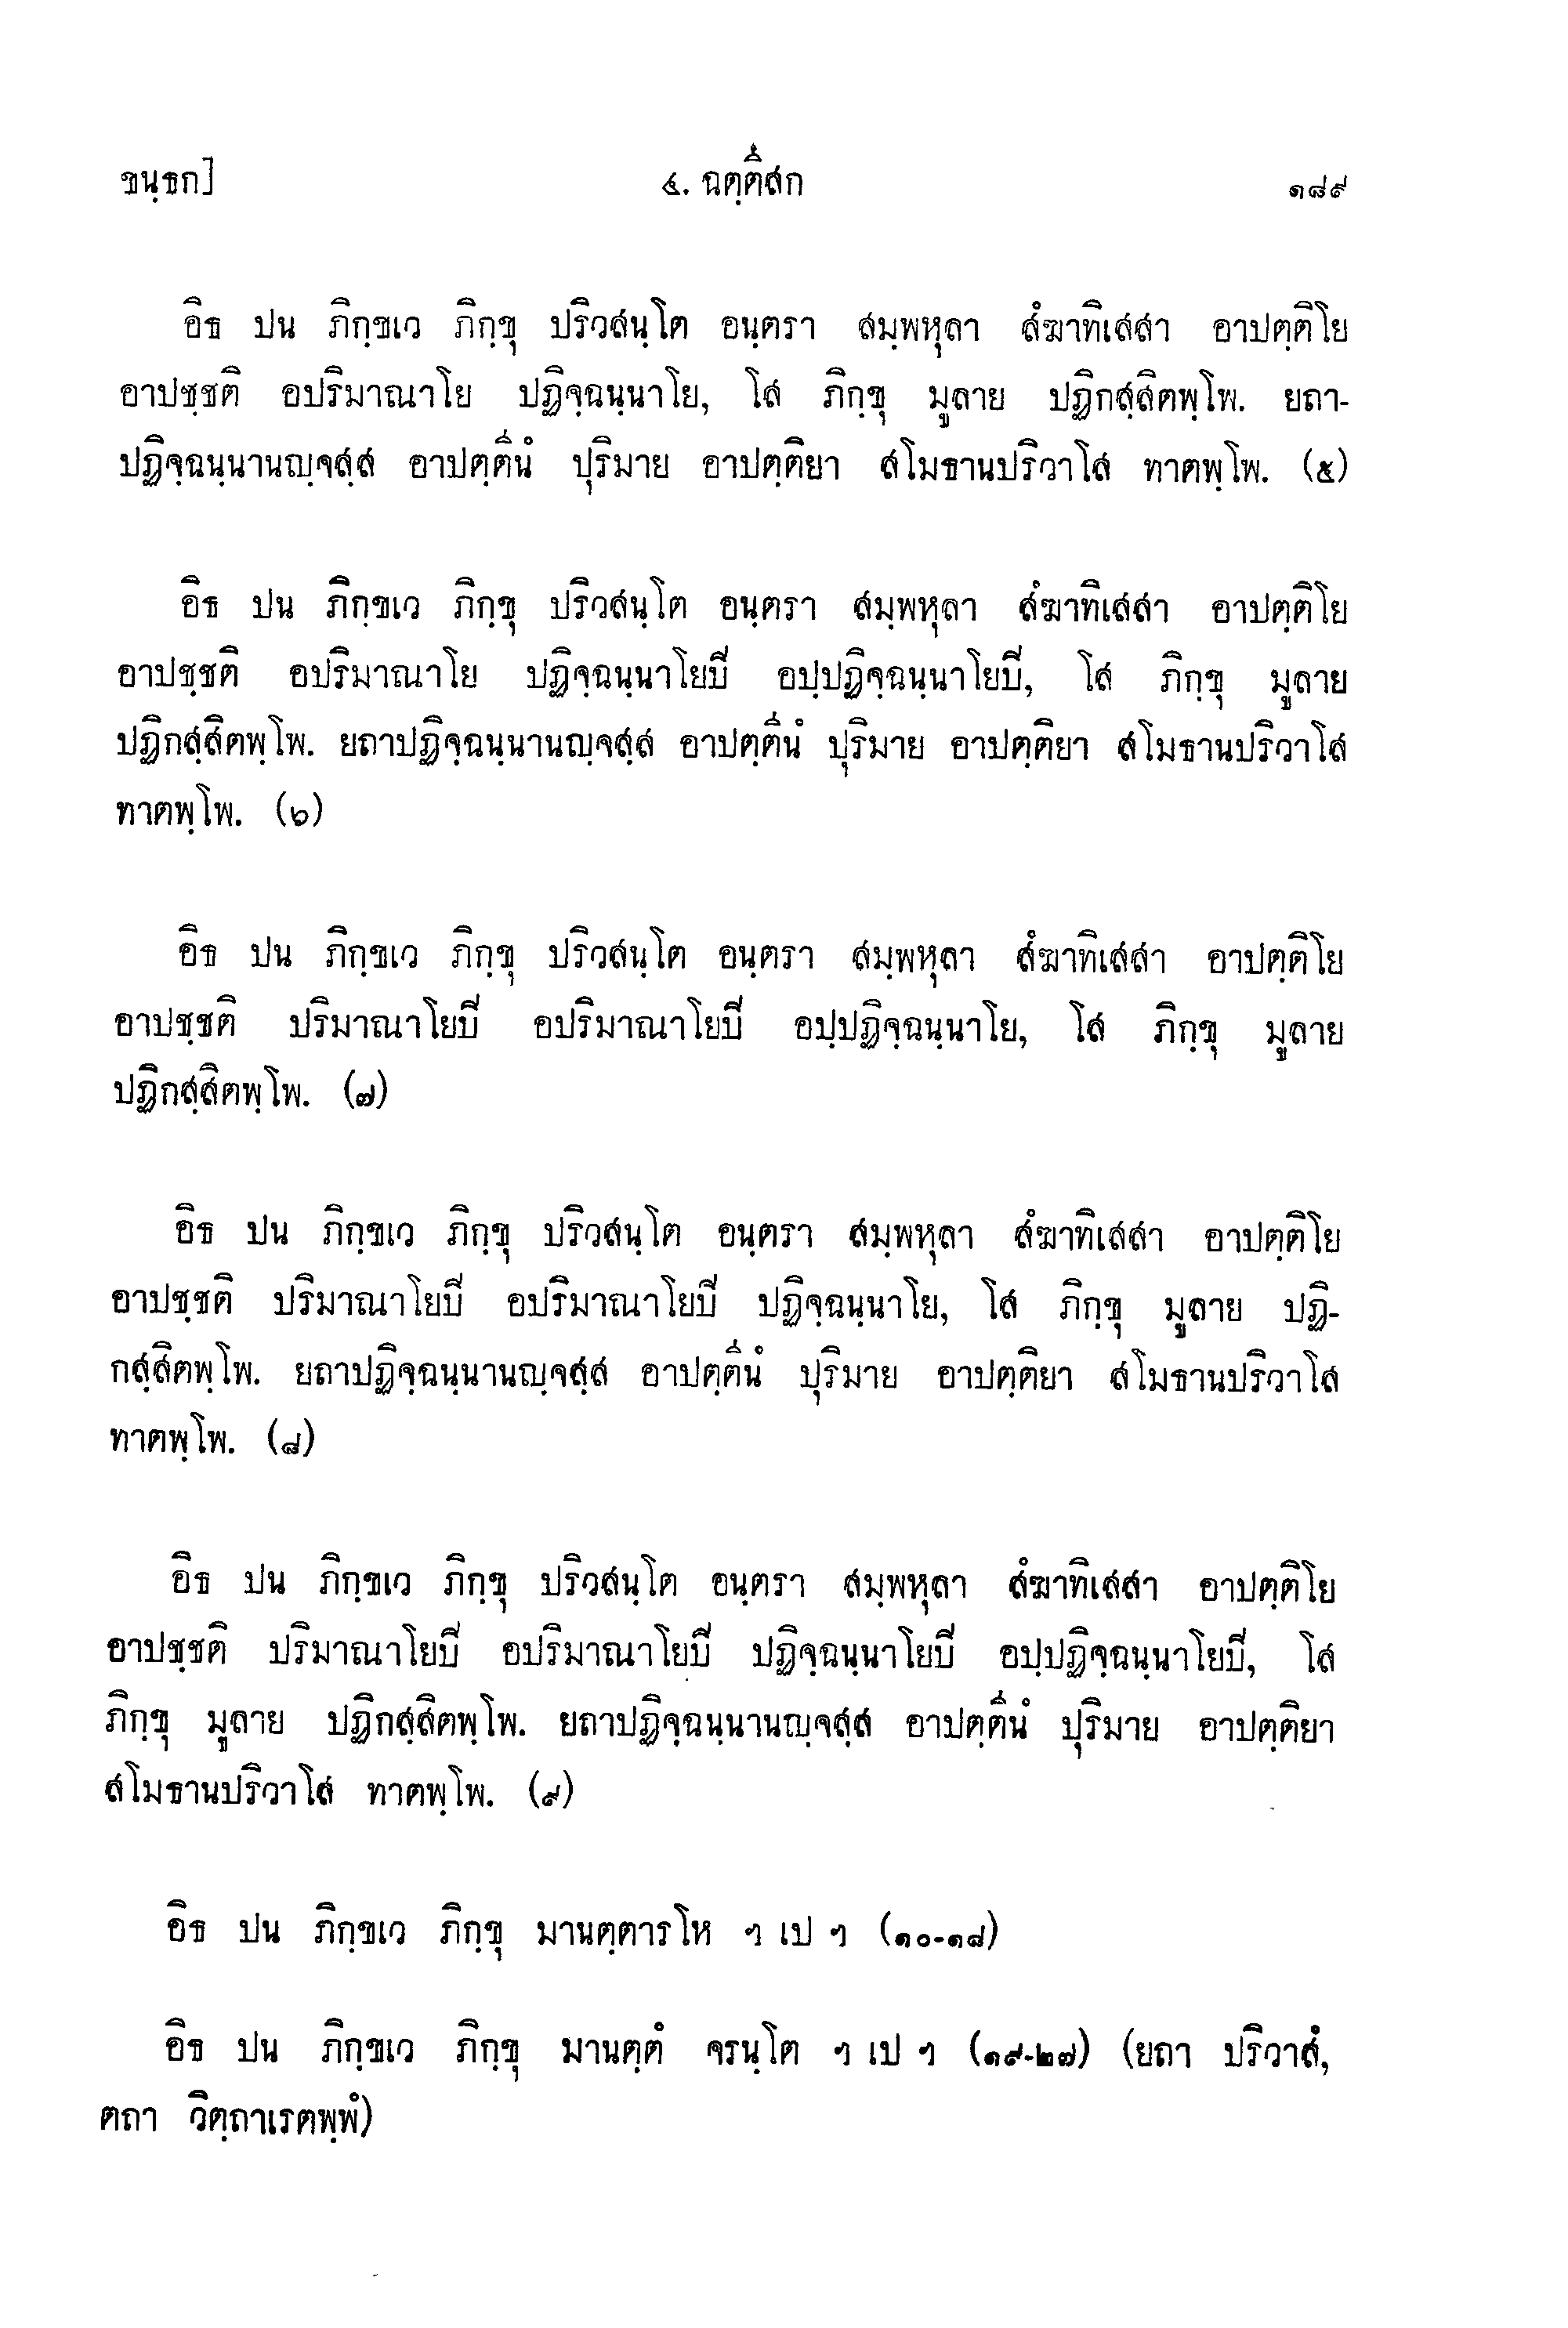 ขนฺธก] ๔. ฉตฺตึสก ๑๘๙
อิธ ปน ภิกฺขเว ภิกฺขุ ปริวสนฺโต อนฺตรา สมฺพหุลา สํฆาทิเสสา อาปตฺติโย
อาปชฺชติ อปริมาณาโย ปฏิจฺฉนฺนาโย, โส ภิกฺขุ มูลาย ปฏิกสฺสิตพฺโพ. ยถา-
ปฏิจฺฉนฺนานญฺจสฺส อาปตฺตีนํ ปุริมาย อาปตฺติยา สโมธานปริวาโส ทาตพฺโพ. (๕)
อิธ ปน ภิกฺขเว ภิกฺขุ ปริวสนฺโต อนฺตรา สมฺพหุลา สํฆาทิเสสา อาปตฺติโย
อาปชฺชติ อปริมาณาโย ปฏิจฺฉนฺนาโยปิ อปฺปฏิจฺฉนฺนาโยปิ, โส ภิกฺขุ มูลาย
ปฏิกสฺสิตพฺโพ. ยถาปฏิจฺฉนฺนานญฺจสฺส อาปตฺตีนํ ปุริมาย อาปตฺติยา สโมธานปริวาโส
ทาตพฺโพ. (๖)
อิธ ปน ภิกฺขเว ภิกฺขุ ปริวสนฺโต อนฺตรา สมฺพหุลา สํฆาทิเสสา อาปตฺติโย
อาปชฺชติ ปริมาณาโยปิ อปริมาณาโยปิ อปฺปฏิจฺฉนฺนาโย, โส ภิกฺขุ มูลาย
ปฏิกสฺสิตพฺโพ. (๗)
อิธ ปน ภิกฺขเว ภิกฺขุ ปริวสนฺโต อนฺตรา สมฺพหุลา สํฆาทิเสสา อาปตฺติโย
อาปชฺชติ ปริมาณาโยปิ อปริมาณาโยปิ ปฏิจฺฉนฺนาโย, โส ภิกฺขุ มูลาย ปฏิ-
กสฺสิตพฺโพ. ยถาปฏิจฺฉนฺนานญฺจสฺส อาปตฺตีนํ ปุริมาย อาปตฺติยา สโมธานปริวาโส
ทาตพฺโพ. (๘)
อิธ ปน ภิกฺขเว ภิกฺขุ ปริวสนฺโต อนฺตรา สมฺพหุลา สํฆาทิเสสา อาปตฺติโย
อาปชฺชติ ปริมาณาโยปิ อปริมาณาโยปิ ปฏิจฺฉนฺนาโยปิ อปฺปฏิจฺฉนฺนาโยปิ, โส
ภิกฺขุ มูลาย ปฏิกสฺสิตพฺโพ. ยถาปฏิจฺฉนฺนานญฺจสฺส อาปตฺตีนํ ปุริมาย อาปตฺติยา
สโมธานปริวาโส ทาตพฺโพ. (๙)
อิธ ปน ภิกฺขเว ภิกฺขุ มานตฺตารโห ฯ เป ฯ (๑๐-๑๘)
อิธ ปน ภิกฺขเว ภิกฺขุ มานตฺตํ จรนฺโต ฯ เป ฯ (๑๙-๒๗) (ยถา ปริวาสํ,
ตถา วิตฺถาเรตพฺพํ)